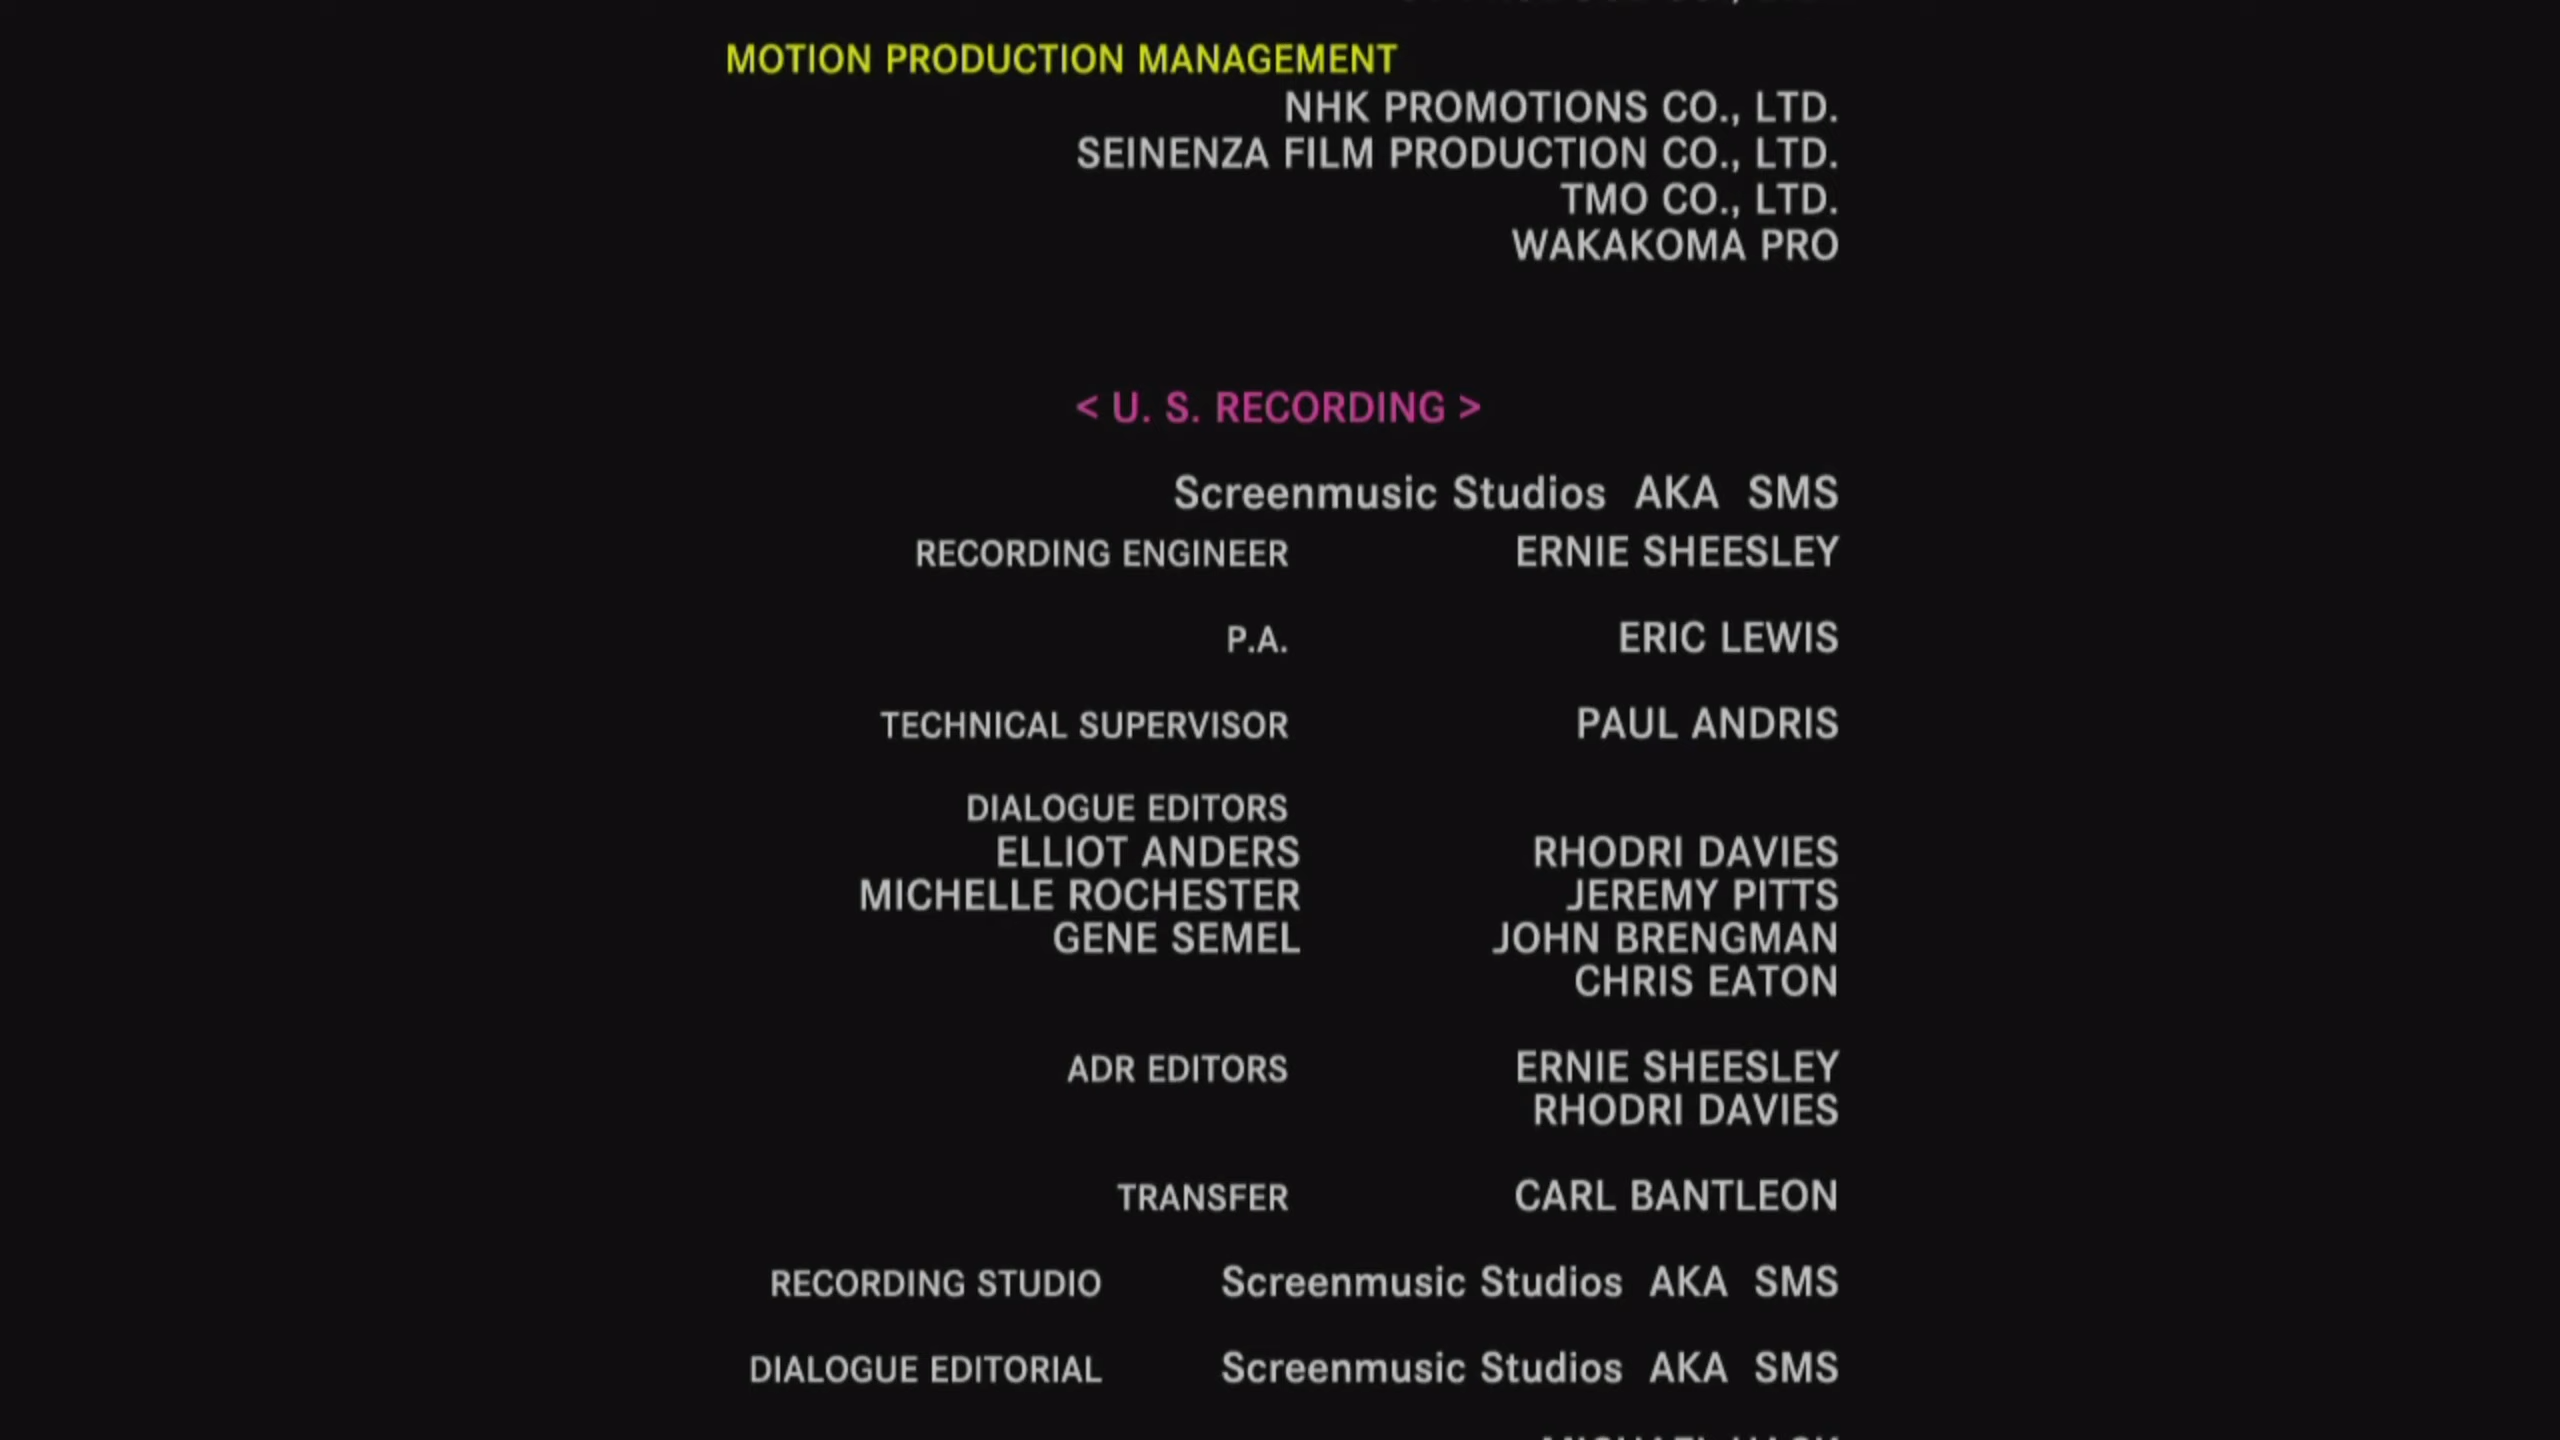 MOTION PRODUCTION MANAGEMENT
NHK PROMOTIONS CO., LTD.
SEINENZA FILM PRODUCTION CO., LTD.
TMO CO., LTD.
WAKAKOMA PRO
< U. S. RECORDING >
Screenmusic Studios AKA SMS
RECORDING ENGINEER ERNIE SHEESLEY
P.A. ERIC LEWIS
TECHNICAL SUPERVISOR PAUL ANDRIS
DIALOGUE EDITORS
ELLIOT ANDERS RHODRI DAVIES
MICHELLE ROCHESTER JEREMY PITTS
GENE SEMEL JOHN BRENGMAN
CHRIS EATON
ADR EDITORS ERNIE SHEESLEY
RHODRI DAVIES
TRANSFER CARL BANTLEON
RECORDING STUDIO Screenmusic Studios AKA SMS
DIALOGUE EDITORIAL Screenmusic Studios AKA SMS